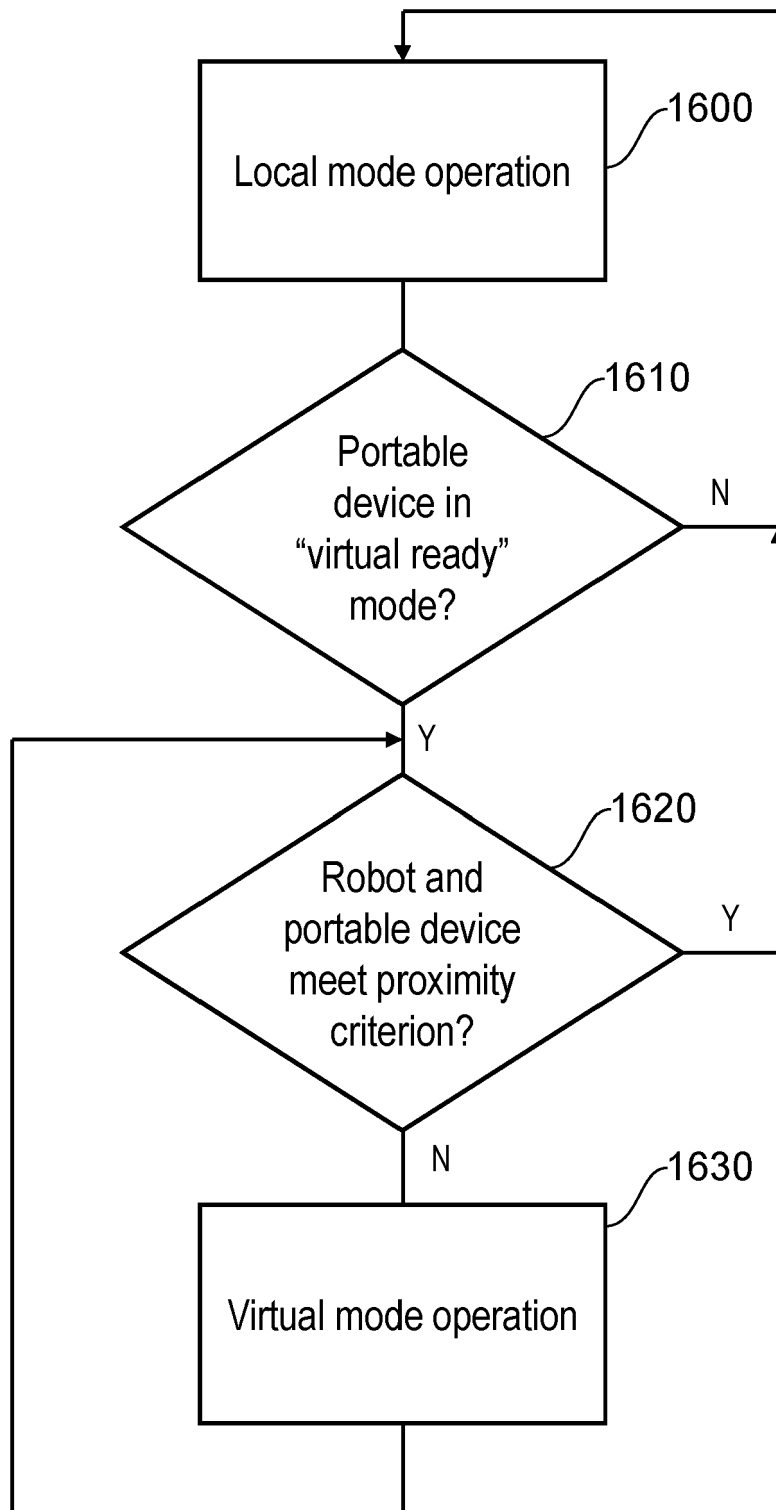 1600
Local mode operation
1610
Portable
device in
“virtual ready”
mode?
N
Y
1620
Robot and
portable device
meet proximity
criterion?
Y
N
1630
Virtual mode operation